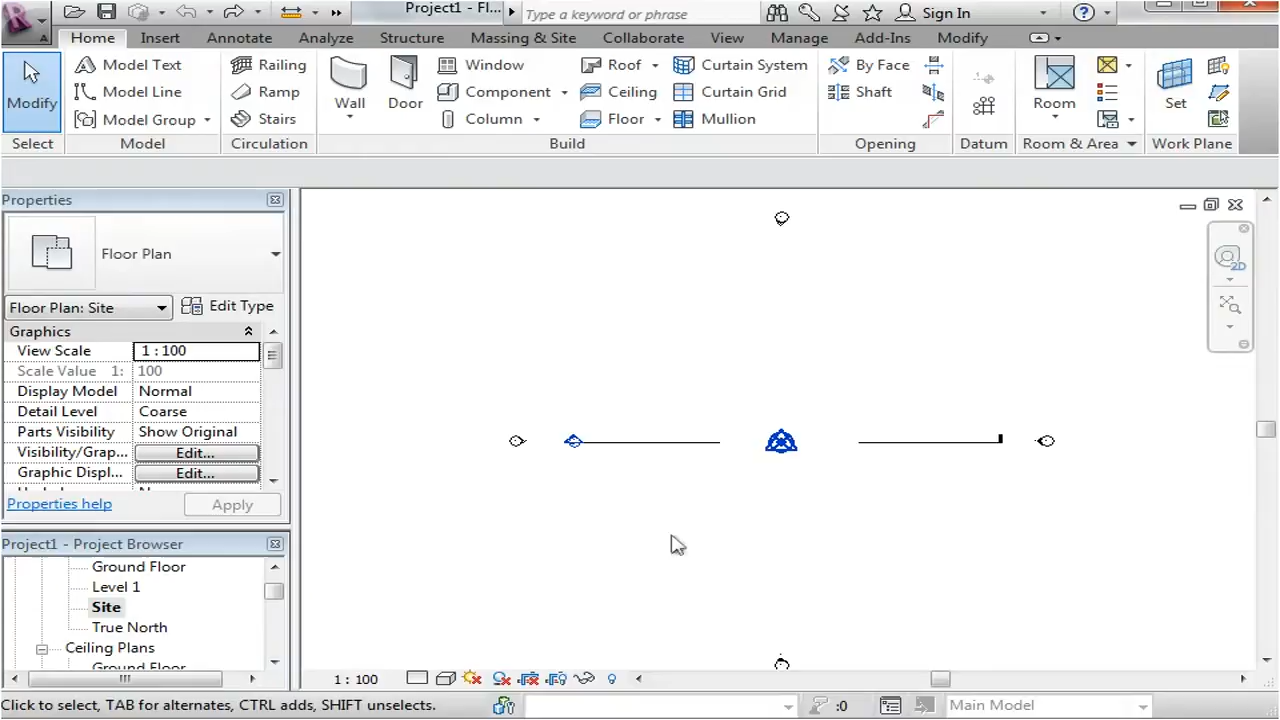 Project1 - Fl...
Type a keyword or phrase
Sign In
Home
Insert
Annotate
Analyze
Structure
Massing & Site
Collaborate
View
Manage
Add-Ins
Modify
Modify
Select
Model Text
Model Line
Model Group
Model
Railing
Ramp
Stairs
Circulation
Wall
Door
Window
Component
Column
Roof
Ceiling
Floor
Curtain System
Curtain Grid
Mullion
Build
By Face
Shaft
Opening
Datum
Room
Room & Area
Set
Work Plane
Properties
Floor Plan
Floor Plan: Site
Edit Type
Graphics
View Scale 1 : 100
Scale Value 1: 100
Display Model Normal
Detail Level Coarse
Parts Visibility Show Original
Visibility/Grap... Edit...
Graphic Displ... Edit...
Properties help
Apply
Project1 - Project Browser
Ground Floor
Level 1
Site
True North
Ceiling Plans
Ground Floor
2D
1 : 100
Click to select, TAB for alternates, CTRL adds, SHIFT unselects.
:0
Main Model